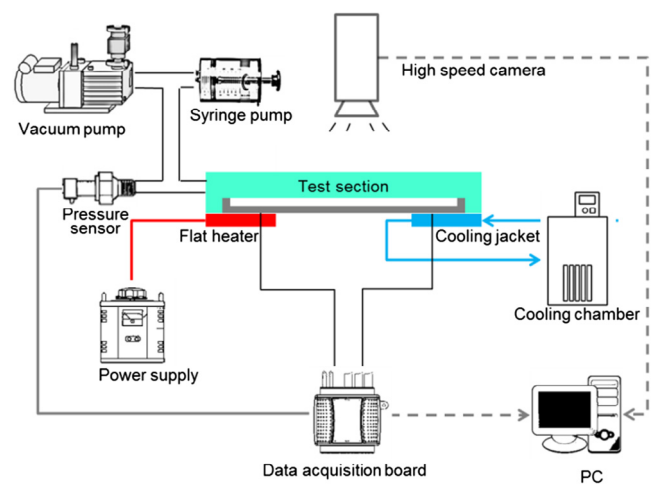 High speed camera
Syringe pump
Vacuum pump
Test section
Pressure
sensor
Flat heater
Cooling jacket
Cooling chamber
Power supply
Data acquisition board
PC